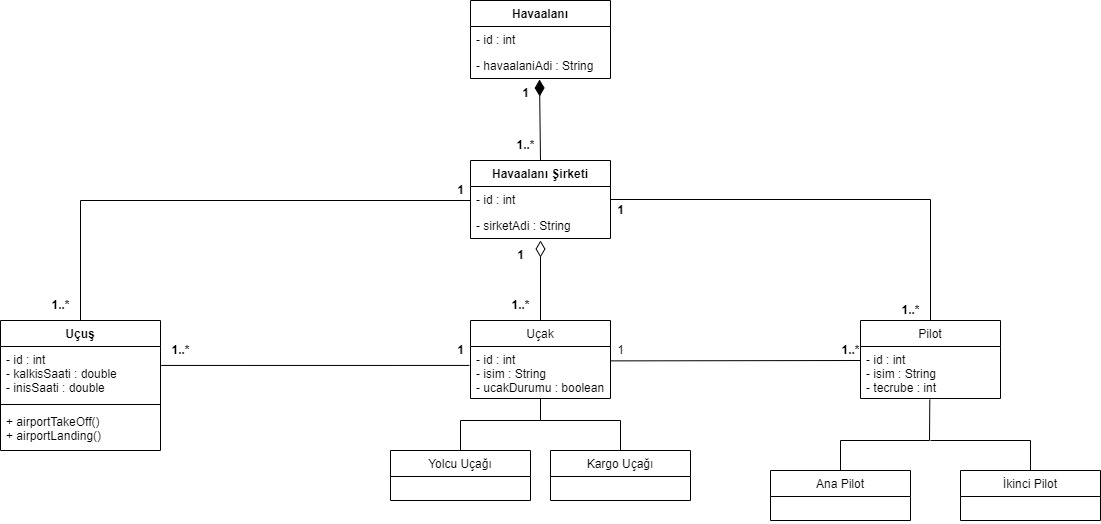 Havaalanı
- id : int
- havaalaniAdi : String
1
1..*
Havaalanı Şirketi
- id : int
- sirketAdi : String
1
1
1
1..*
1..*
1..*
Uçuş
- id : int
- kalkisSaati : double
- inisSaati : double
+ airportTakeOff()
+ airportLanding()
1..*
1
Uçak
- id : int
- isim : String
- ucakDurumu : boolean
1
1..*
Pilot
- id : int
- isim : String
- tecrube : int
Yolcu Uçağı
Kargo Uçağı
Ana Pilot
İkinci Pilot